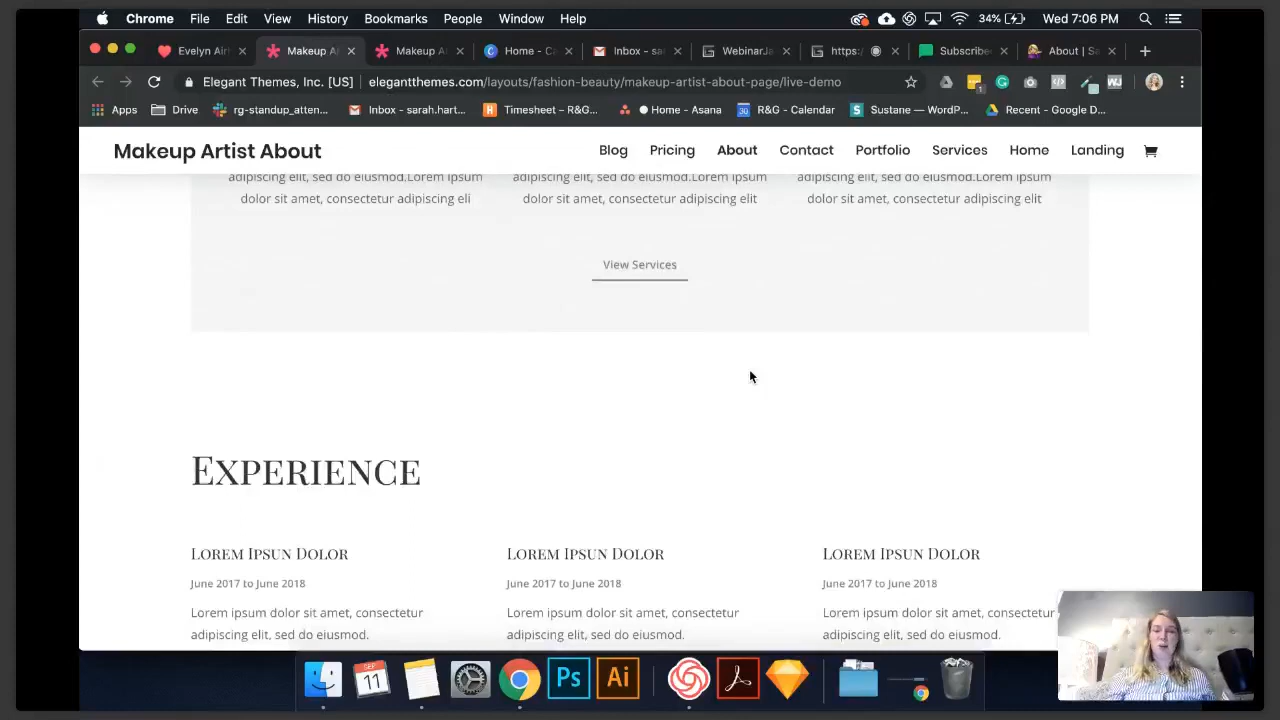 Chrome File Edit View History Bookmarks People Window Help 34% Wed 7:06 PM
Evelyn Air Makeup A Makeup A Home - C Inbox - sa WebinarJa https:/ Subscribe About | Sa
Elegant Themes, Inc. [US] elegantthemes.com/layouts/fashion-beauty/makeup-artist-about-page/live-demo
Apps Drive rg-standup_atten... Inbox - sarah.hart... Timesheet – R&G... Home - Asana R&G - Calendar Sustane — WordP... Recent - Google D...
Makeup Artist About Blog Pricing About Contact Portfolio Services Home Landing
adipiscing elit, sed do eiusmod.Lorem ipsum adipiscing elit, sed do eiusmod.Lorem ipsum adipiscing elit, sed do eiusmod.Lorem ipsum
dolor sit amet, consectetur adipiscing eli dolor sit amet, consectetur adipiscing elit dolor sit amet, consectetur adipiscing elit
View Services
Experience
Lorem Ipsun Dolor Lorem Ipsun Dolor Lorem Ipsun Dolor
June 2017 to June 2018 June 2017 to June 2018 June 2017 to June 2018
Lorem ipsum dolor sit amet, consectetur Lorem ipsum dolor sit amet, consectetur Lorem ipsum dolor sit amet, consectetur
adipiscing elit, sed do eiusmod. adipiscing elit, sed do eiusmod. adipiscing elit, sed do eiusmod.
SEP
11
Ps
Ai